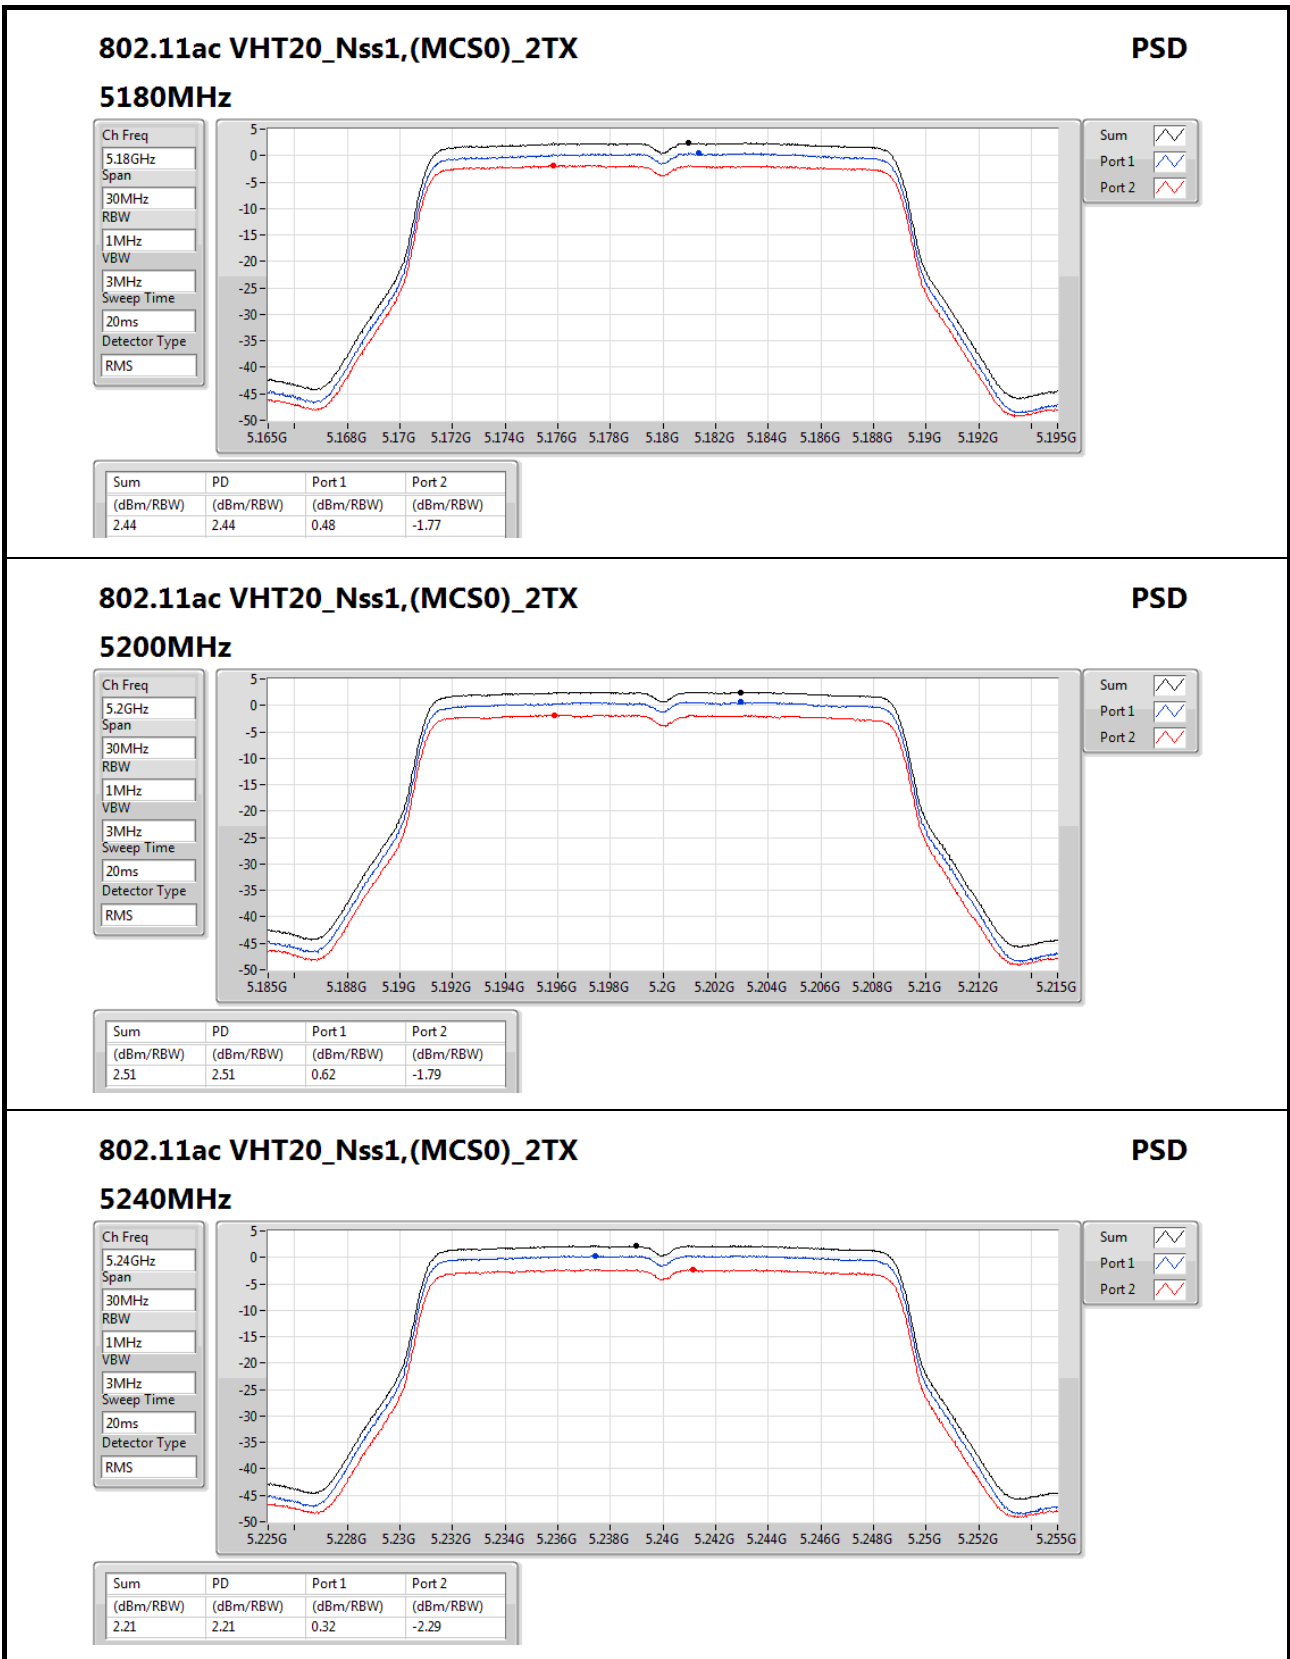 802.11ac VHT20_Nss1,(MCS0)_2TX PSD
5180MHz
Ch Freq
5.18GHz
Span
30MHz
RBW
1MHz
VBW
3MHz
Sweep Time
20ms
Detector Type
RMS
5
0
-5
-10
-15
-20
-25
-30
-35
-40
-45
-50
5.165G 5.168G 5.17G 5.172G 5.174G 5.176G 5.178G 5.18G 5.182G 5.184G 5.186G 5.188G 5.19G 5.192G 5.195G
Sum
Port 1
Port 2
Sum PD Port 1 Port 2
(dBm/RBW) (dBm/RBW) (dBm/RBW) (dBm/RBW)
2.44 2.44 0.48 -1.77
802.11ac VHT20_Nss1,(MCS0)_2TX PSD
5200MHz
Ch Freq
5.2GHz
Span
30MHz
RBW
1MHz
VBW
3MHz
Sweep Time
20ms
Detector Type
RMS
5
0
-5
-10
-15
-20
-25
-30
-35
-40
-45
-50
5.185G 5.188G 5.19G 5.192G 5.194G 5.196G 5.198G 5.2G 5.202G 5.204G 5.206G 5.208G 5.21G 5.212G 5.215G
Sum
Port 1
Port 2
Sum PD Port 1 Port 2
(dBm/RBW) (dBm/RBW) (dBm/RBW) (dBm/RBW)
2.51 2.51 0.62 -1.79
802.11ac VHT20_Nss1,(MCS0)_2TX PSD
5240MHz
Ch Freq
5.24GHz
Span
30MHz
RBW
1MHz
VBW
3MHz
Sweep Time
20ms
Detector Type
RMS
5
0
-5
-10
-15
-20
-25
-30
-35
-40
-45
-50
5.225G 5.228G 5.23G 5.232G 5.234G 5.236G 5.238G 5.24G 5.242G 5.244G 5.246G 5.248G 5.25G 5.252G 5.255G
Sum
Port 1
Port 2
Sum PD Port 1 Port 2
(dBm/RBW) (dBm/RBW) (dBm/RBW) (dBm/RBW)
2.21 2.21 0.32 -2.29